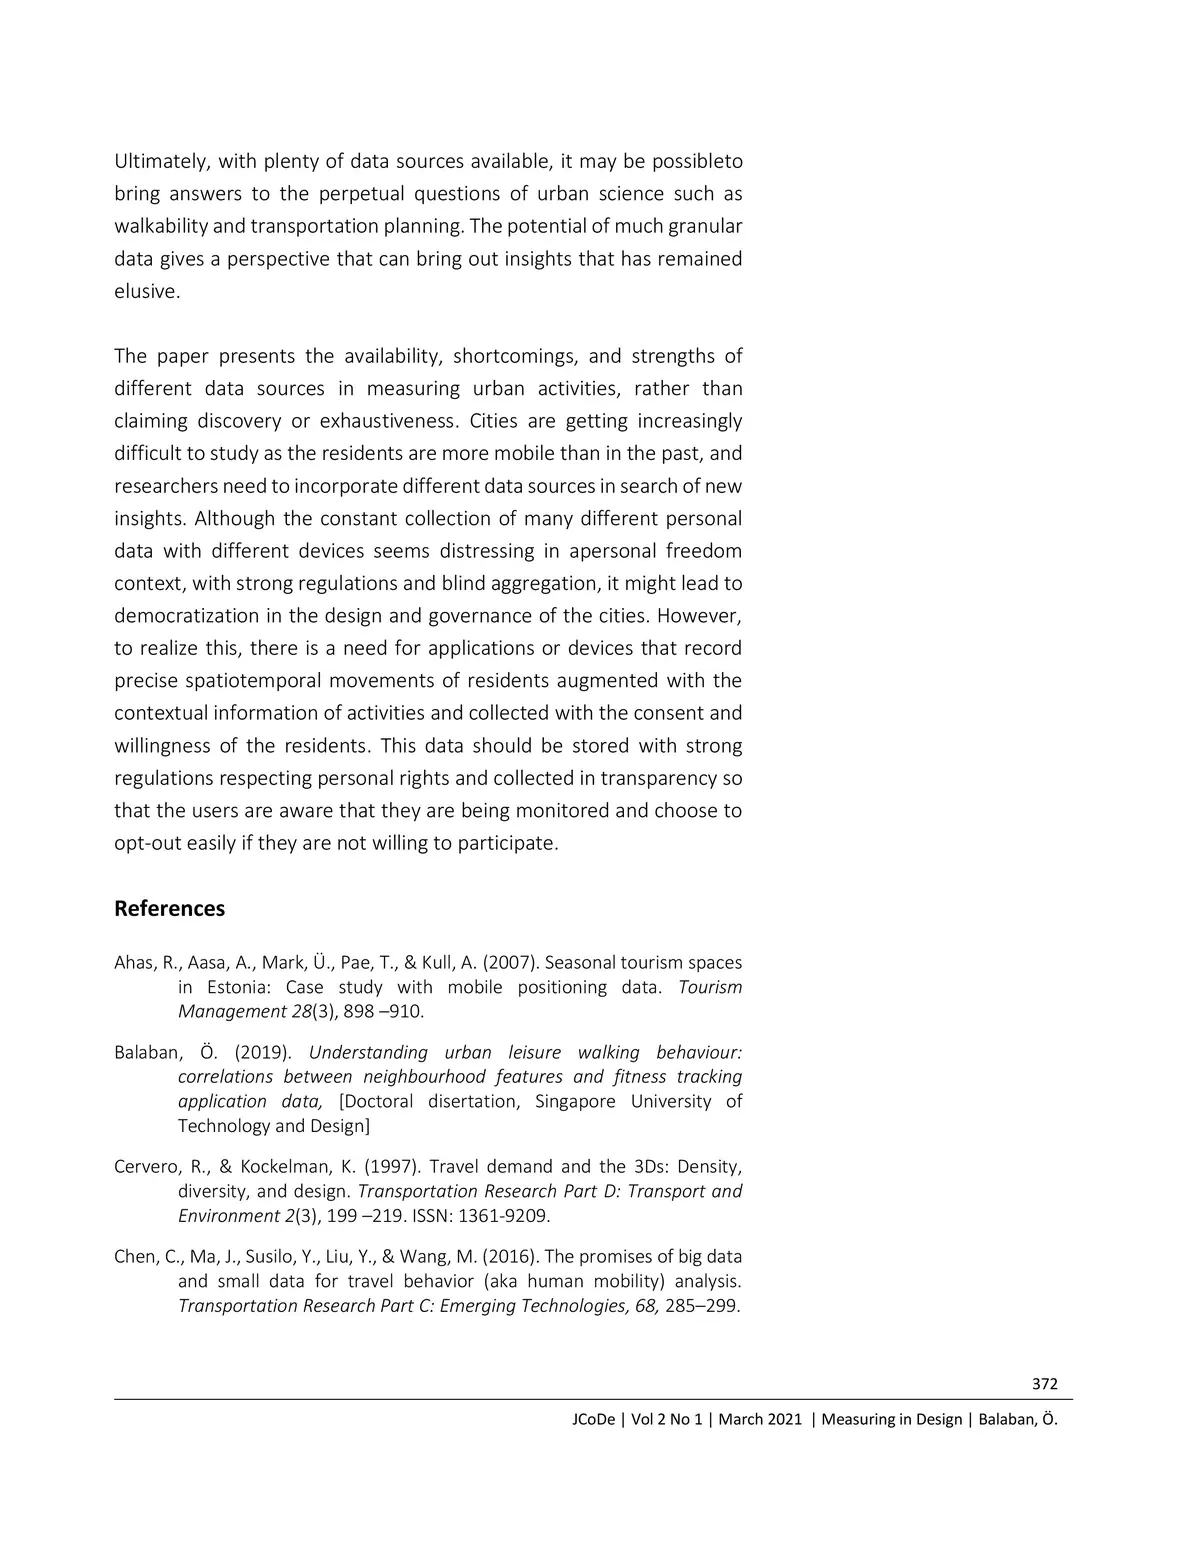 Ultimately, with plenty of data sources available, it may be possibleto
bring answers to the perpetual questions of urban science such as
walkability and transportation planning. The potential of much granular
data gives a perspective that can bring out insights that has remained
elusive.
The paper presents the availability, shortcomings, and strengths of
different data sources in measuring urban activities, rather than
claiming discovery or exhaustiveness. Cities are getting increasingly
difficult to study as the residents are more mobile than in the past, and
researchers need to incorporate different data sources in search of new
insights. Although the constant collection of many different personal
data with different devices seems distressing in apersonal freedom
context, with strong regulations and blind aggregation, it might lead to
democratization in the design and governance of the cities. However,
to realize this, there is a need for applications or devices that record
precise spatiotemporal movements of residents augmented with the
contextual information of activities and collected with the consent and
willingness of the residents. This data should be stored with strong
regulations respecting personal rights and collected in transparency so
that the users are aware that they are being monitored and choose to
opt-out easily if they are not willing to participate.
References
Ahas, R., Aasa, A., Mark, Ü., Pae, T., & Kull, A. (2007). Seasonal tourism spaces
in Estonia: Case study with mobile positioning data. Tourism
Management 28(3), 898 –910.
Balaban, Ö. (2019). Understanding urban leisure walking behaviour:
correlations between neighbourhood features and fitness tracking
application data, [Doctoral disertation, Singapore University of
Technology and Design]
Cervero, R., & Kockelman, K. (1997). Travel demand and the 3Ds: Density,
diversity, and design. Transportation Research Part D: Transport and
Environment 2(3), 199 –219. ISSN: 1361-9209.
Chen, C., Ma, J., Susilo, Y., Liu, Y., & Wang, M. (2016). The promises of big data
and small data for travel behavior (aka human mobility) analysis.
Transportation Research Part C: Emerging Technologies, 68, 285–299.
372
JCoDe | Vol 2 No 1 | March 2021 | Measuring in Design | Balaban, Ö.